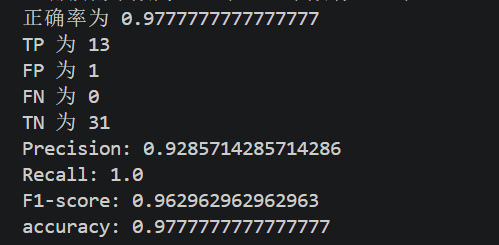 正确率为 0.9777777777777777
TP 为 13
FP 为 1
FN 为 0
TN 为 31
Precision: 0.9285714285714286
Recall: 1.0
F1-score: 0.962962962962963
accuracy: 0.9777777777777777